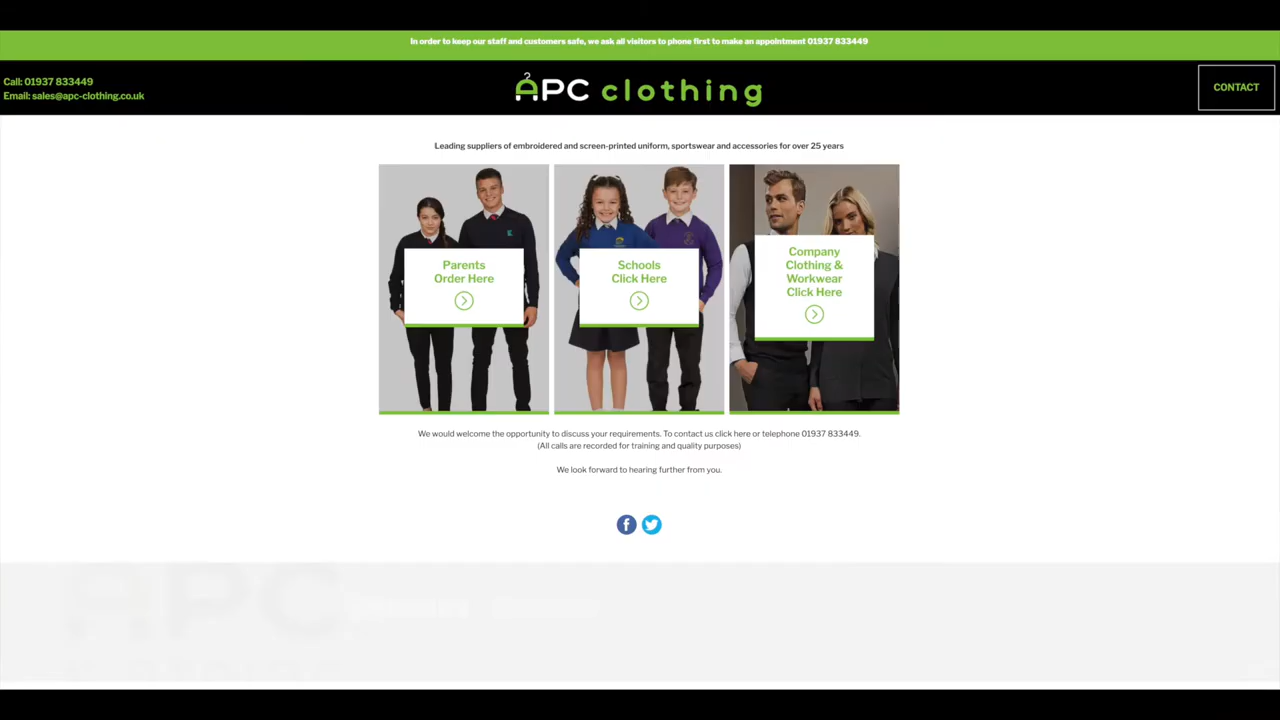 In order to keep our staff and customers safe, we ask all visitors to phone first to make an appointment 01937 833449
Call: 01937 833449
Email: sales@apc-clothing.co.uk
APC clothing
CONTACT
Leading suppliers of embroidered and screen-printed uniform, sportswear and accessories for over 25 years
Parents
Order Here
Schools
Click Here
Company
Clothing &
Workwear
Click Here
We would welcome the opportunity to discuss your requirements. To contact us click here or telephone 01937 833449.
(All calls are recorded for training and quality purposes)
We look forward to hearing further from you.
APC